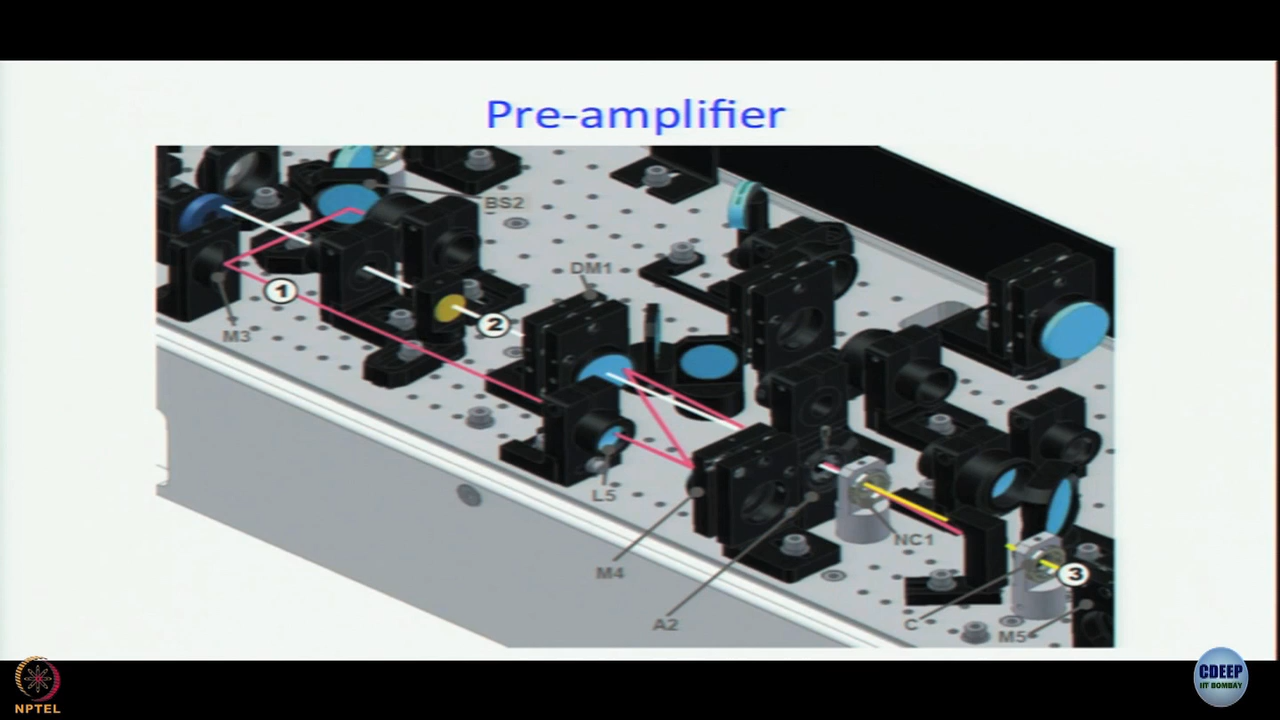 Pre-amplifier
BS2
DM1
1
2
M3
L5
NC1
M4
3
A2
C
M5
NPTEL
CDEEP
IIT BOMBAY